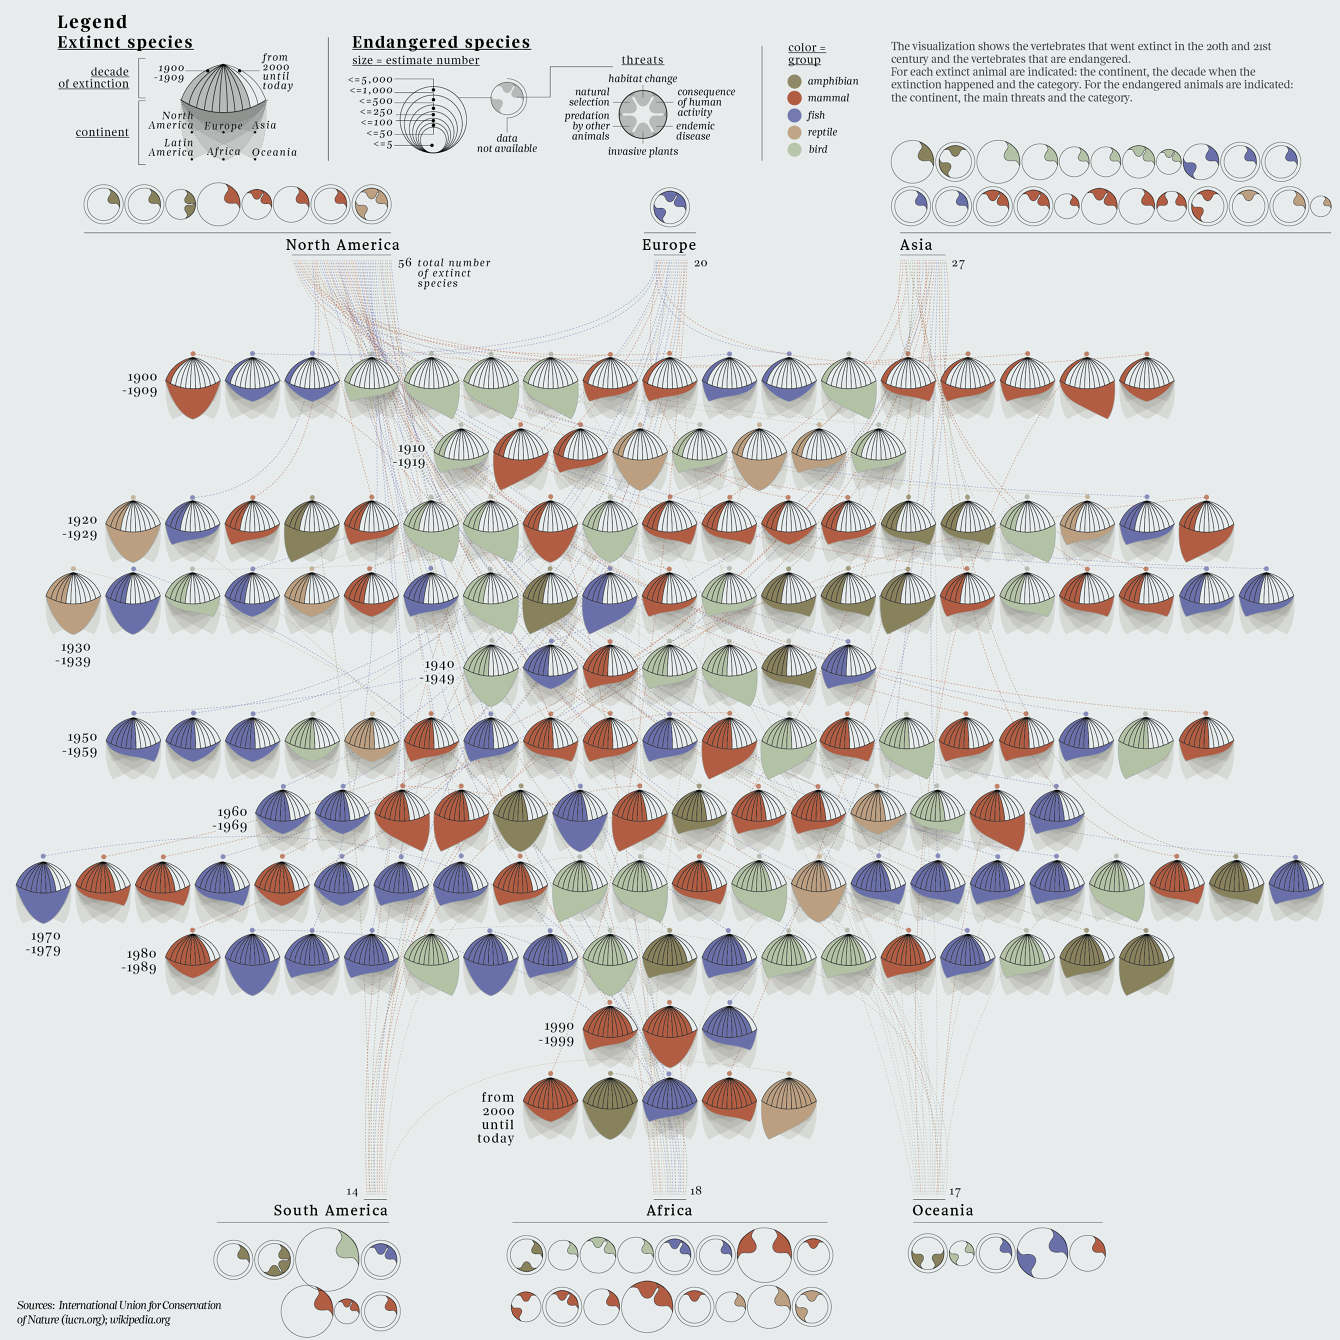 Legend
Extinct species
decade
of extinction
continent
1900
-1909
from
2000
until
today
North
America
Europe
Asia
Latin
America
Africa
Oceania
Endangered species
size = estimate number
<=5,000
<=1,000
<=500
<=250
<=100
<=50
<=5
data
not available
threats
habitat change
natural
selection
consequence
of human
activity
predation
by other
animals
endemic
disease
invasive plants
color =
group
amphibian
mammal
fish
reptile
bird
The visualization shows the vertebrates that went extinct in the 20th and 21st
century and the vertebrates that are endangered.
For each extinct animal are indicated: the continent, the decade when the
extinction happened and the category. For the endangered animals are indicated:
the continent, the main threats and the category.
North America
56 total number
of extinct
species
Europe
20
Asia
27
1900
-1909
1910
-1919
1920
-1929
1930
-1939
1940
-1949
1950
-1959
1960
-1969
1970
-1979
1980
-1989
1990
-1999
from
2000
until
today
14
South America
18
Africa
17
Oceania
Sources: International Union for Conservation
of Nature (iucn.org); wikipedia.org